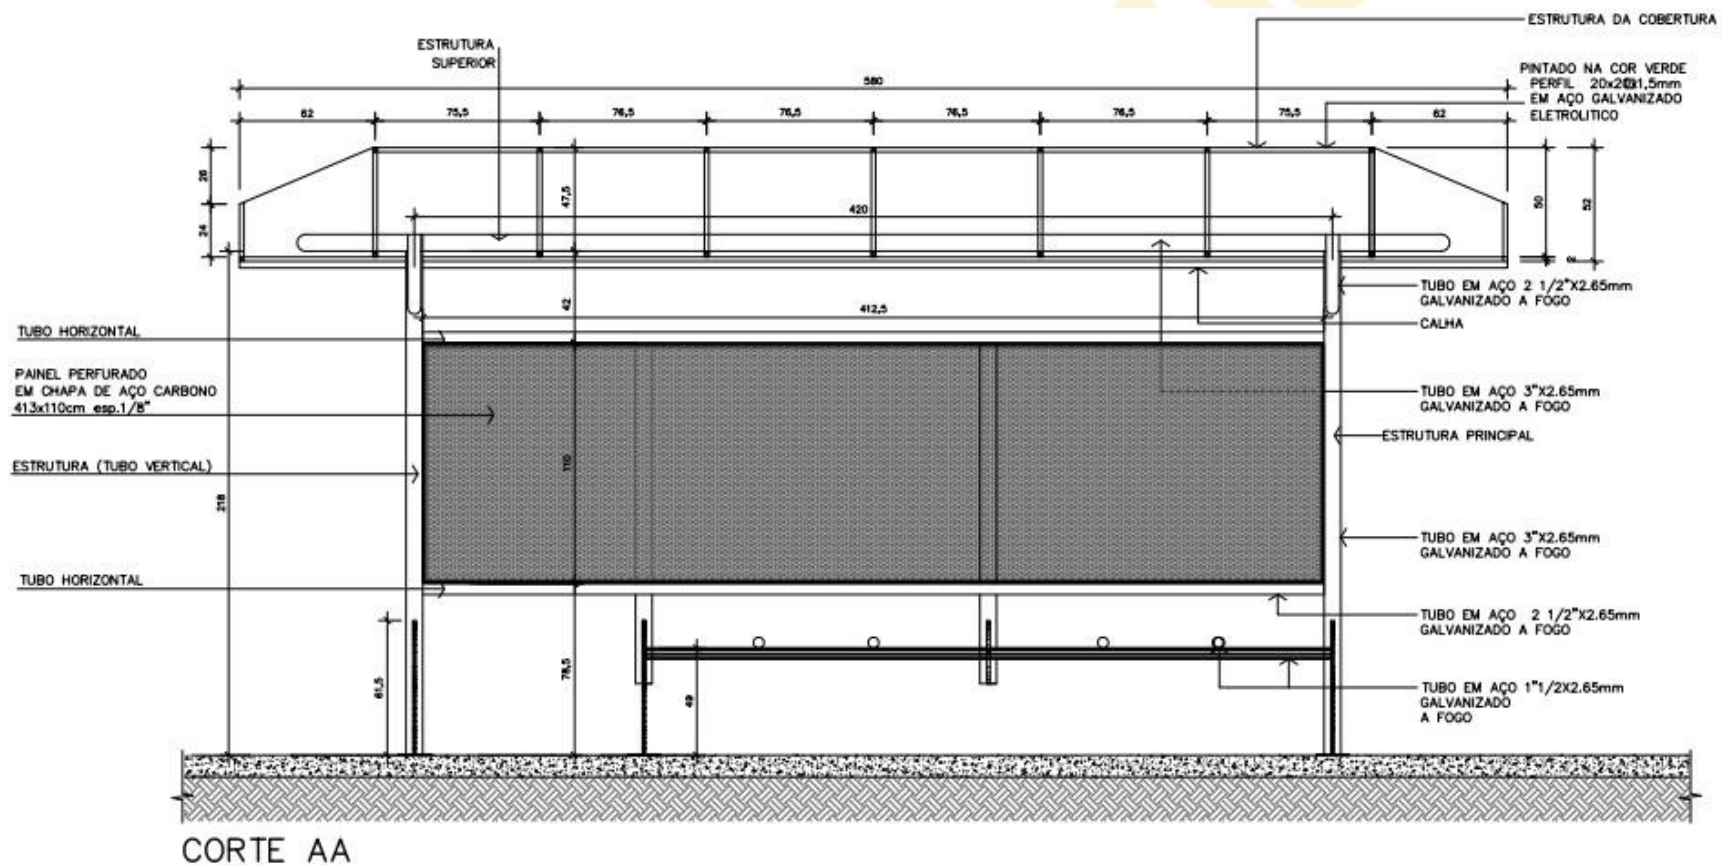 ESTRUTURA DA COBERTURA
ESTRUTURA
SUPERIOR
580
PINTADO NA COR VERDE
PERFIL 20x20x1,5mm
EM AÇO GALVANIZADO
ELETROLITICO
62
75,5
76,5
76,5
76,5
76,5
75,5
62
26
24
47,5
420
50
52
2
TUBO EM AÇO 2 1/2"X2.65mm
GALVANIZADO A FOGO
42
412,5
CALHA
TUBO HORIZONTAL
PAINEL PERFURADO
EM CHAPA DE AÇO CARBONO
413x110cm esp.1/8"
TUBO EM AÇO 3"X2.65mm
GALVANIZADO A FOGO
ESTRUTURA PRINCIPAL
ESTRUTURA (TUBO VERTICAL)
110
218
TUBO EM AÇO 3"X2.65mm
GALVANIZADO A FOGO
TUBO HORIZONTAL
TUBO EM AÇO 2 1/2"X2.65mm
GALVANIZADO A FOGO
61,5
78,5
49
TUBO EM AÇO 1"1/2X2.65mm
GALVANIZADO
A FOGO
CORTE AA